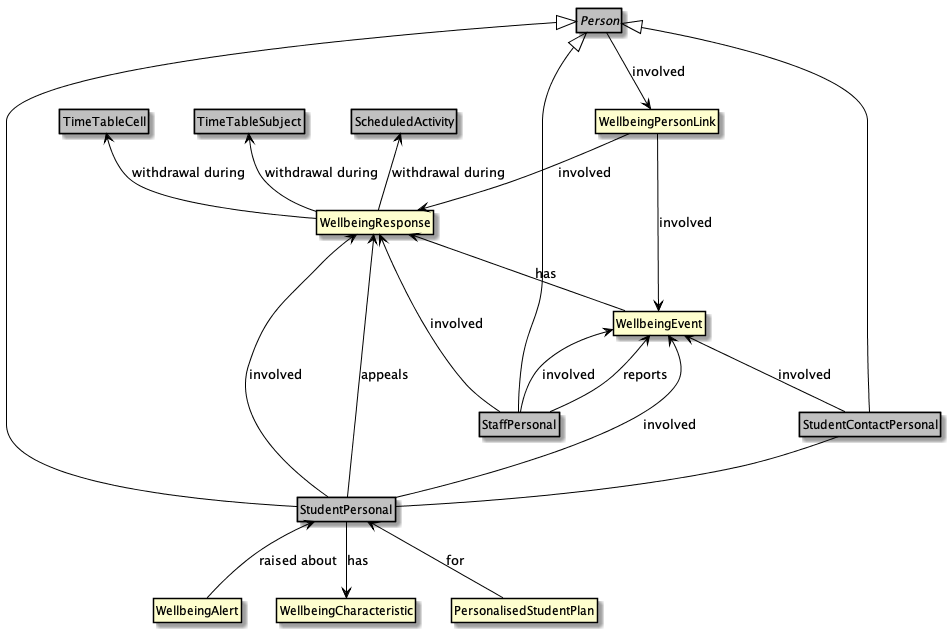 Person
involved
TimeTableCell
TimeTableSubject
ScheduledActivity
WellbeingPersonLink
withdrawal during
withdrawal during
withdrawal during
involved
WellbeingResponse
involved
has
WellbeingEvent
involved
involved
appeals
involved
reports
involved
StaffPersonal
StudentContactPersonal
involved
StudentPersonal
raised about
has
for
WellbeingAlert
WellbeingCharacteristic
PersonalisedStudentPlan